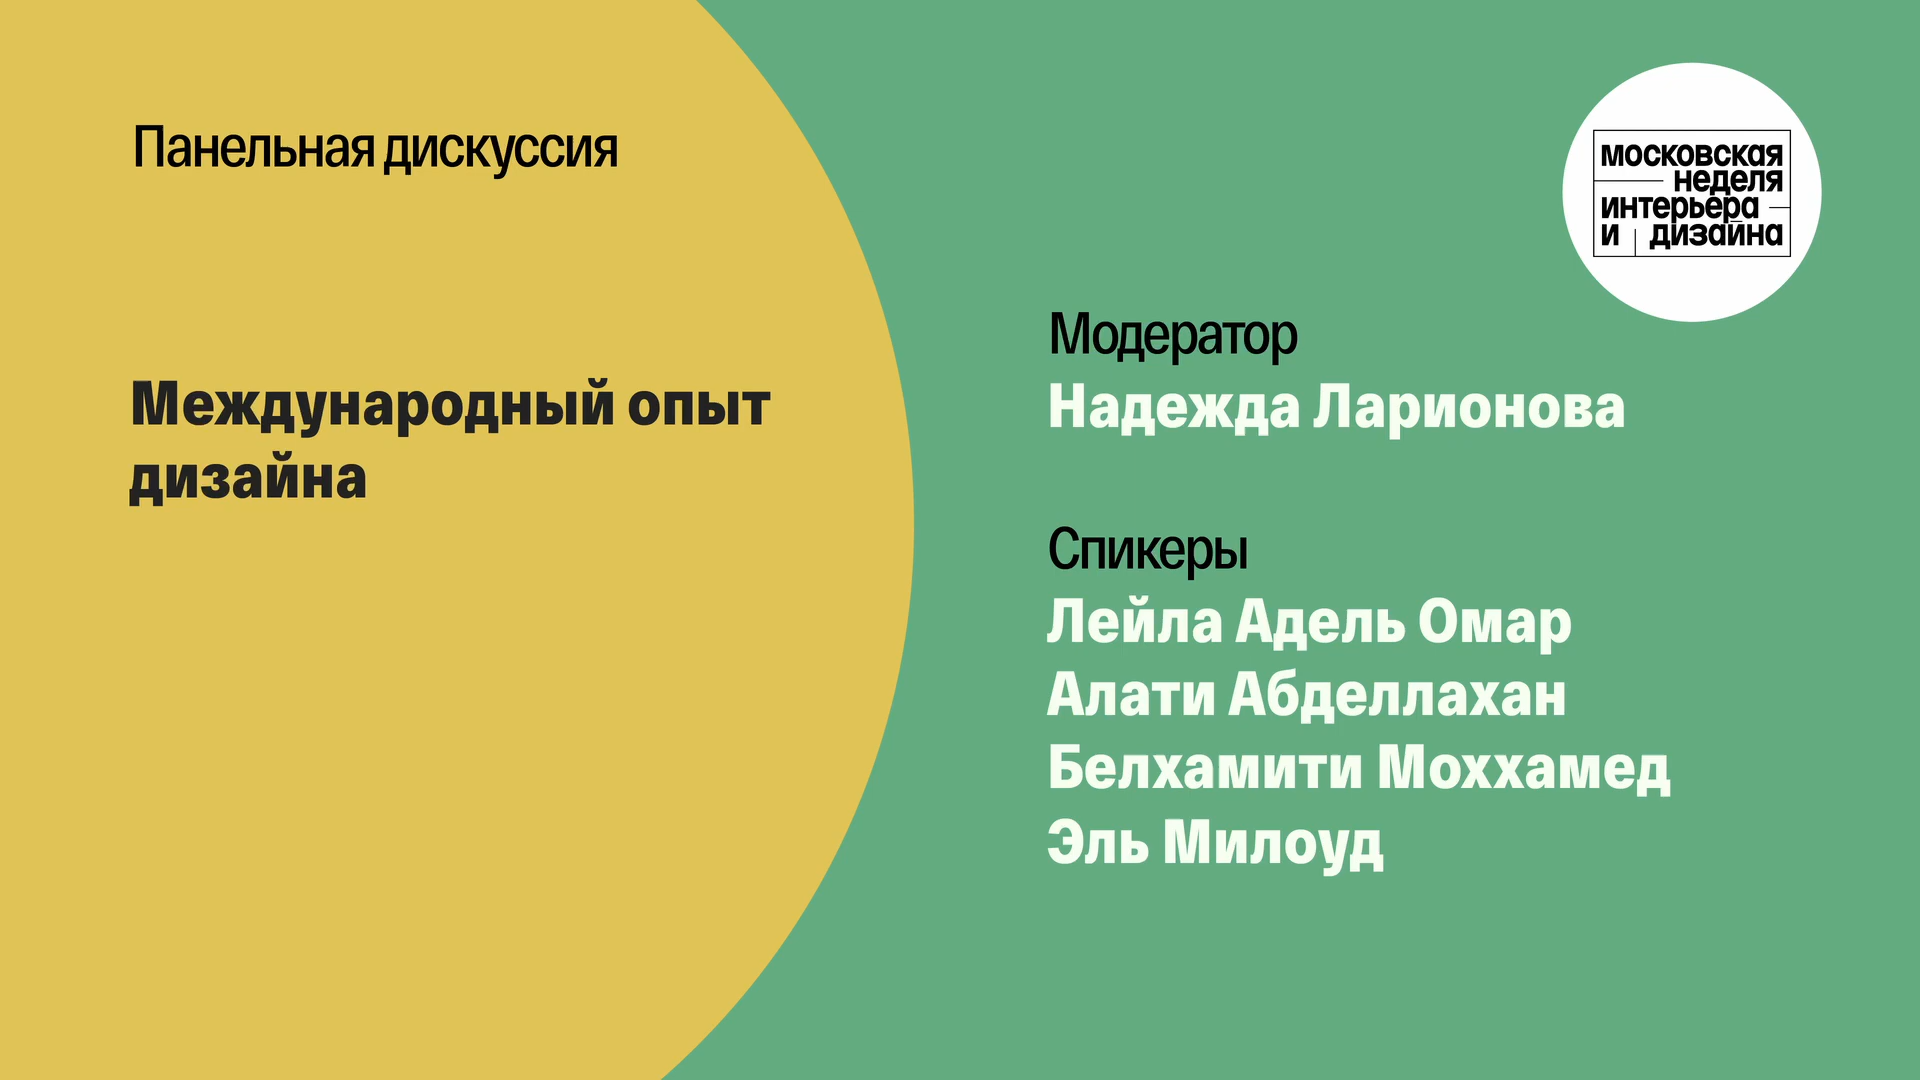 Панельная дискуссия
Международный опыт
дизайна
московская
неделя
интерьера
и дизайна
Модератор
Надежда Ларионова
Спикеры
Лейла Адель Омар
Алати Абделлахан
Белхамити Моххамед
Эль Милоуд